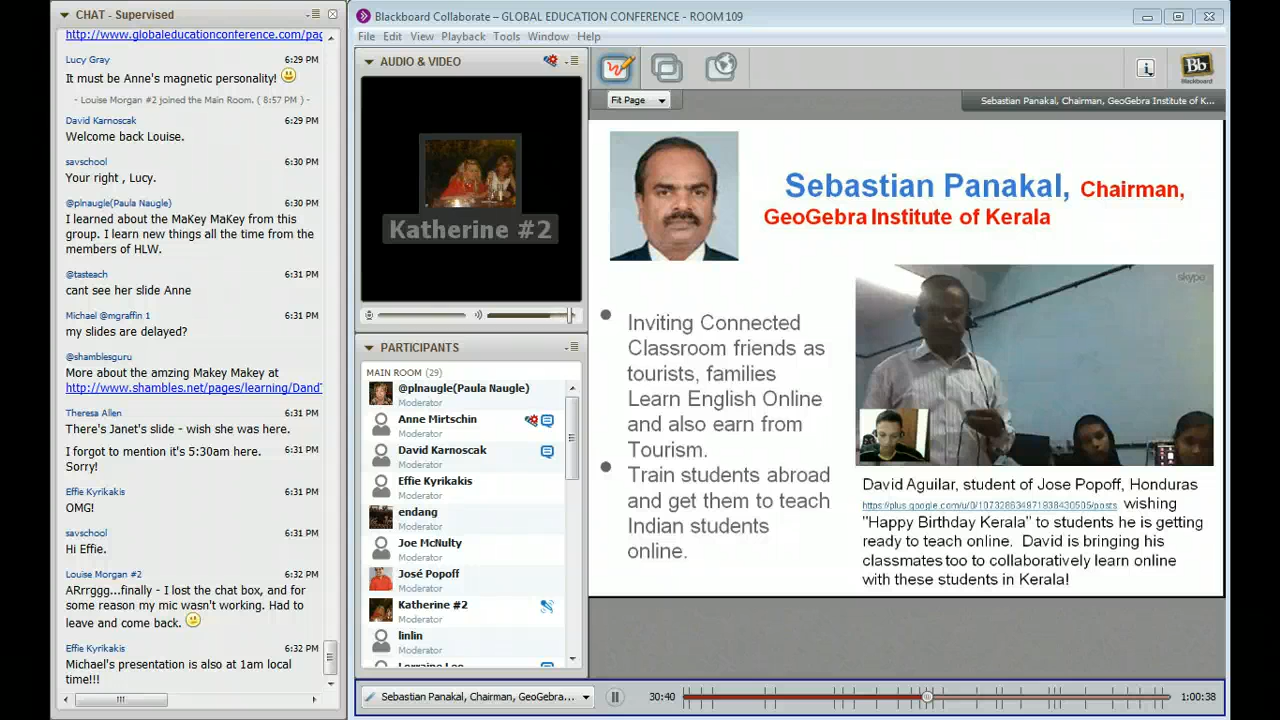 CHAT - Supervised
http://www.globaleducationconference.com/pag
Lucy Gray 6:29 PM
It must be Anne's magnetic personality!
- Louise Morgan #2 joined the Main Room. ( 8:57 PM ) -
David Karnoscak 6:29 PM
Welcome back Louise.
savschool 6:30 PM
Your right , Lucy.
@plnaugle(Paula Naugle) 6:30 PM
I learned about the MaKey MaKey from this
group. I learn new things all the time from the
members of HLW.
@tasteach 6:31 PM
cant see her slide Anne
Michael @mgraffin 1 6:31 PM
my slides are delayed?
@shamblesguru 6:31 PM
More about the amzing Makey Makey at
http://www.shambles.net/pages/learning/DandT
Theresa Allen 6:31 PM
There's Janet's slide - wish she was here.
I forgot to mention it's 5:30am here. 6:31 PM
Sorry!
Effie Kyrikakis 6:31 PM
OMG!
savschool 6:31 PM
Hi Effie.
Louise Morgan #2 6:32 PM
ARrrggg...finally - I lost the chat box, and for
some reason my mic wasn't working. Had to
leave and come back.
Effie Kyrikakis 6:32 PM
Michael's presentation is also at 1am local
time!!!
Blackboard Collaborate – GLOBAL EDUCATION CONFERENCE - ROOM 109
File Edit View Playback Tools Window Help
AUDIO & VIDEO
Katherine #2
PARTICIPANTS
MAIN ROOM (29)
@plnaugle(Paula Naugle)
Moderator
Anne Mirtschin
Moderator
David Karnoscak
Moderator
Effie Kyrikakis
Moderator
endang
Moderator
Joe McNulty
Moderator
José Popoff
Moderator
Katherine #2
Moderator
linlin
Moderator
Lorraine Leo
Bb
Blackboard
Fit Page
Sebastian Panakal, Chairman, GeoGebra Institute of K...
Sebastian Panakal, Chairman,
GeoGebra Institute of Kerala
Inviting Connected
Classroom friends as
tourists, families
Learn English Online
and also earn from
Tourism.
Train students abroad
and get them to teach
Indian students
online.
skype
David Aguilar, student of Jose Popoff, Honduras
https://plus.google.com/u/0/107328634971938430505/posts wishing
"Happy Birthday Kerala" to students he is getting
ready to teach online. David is bringing his
classmates too to collaboratively learn online
with these students in Kerala!
Sebastian Panakal, Chairman, GeoGebra...
30:40
1:00:38